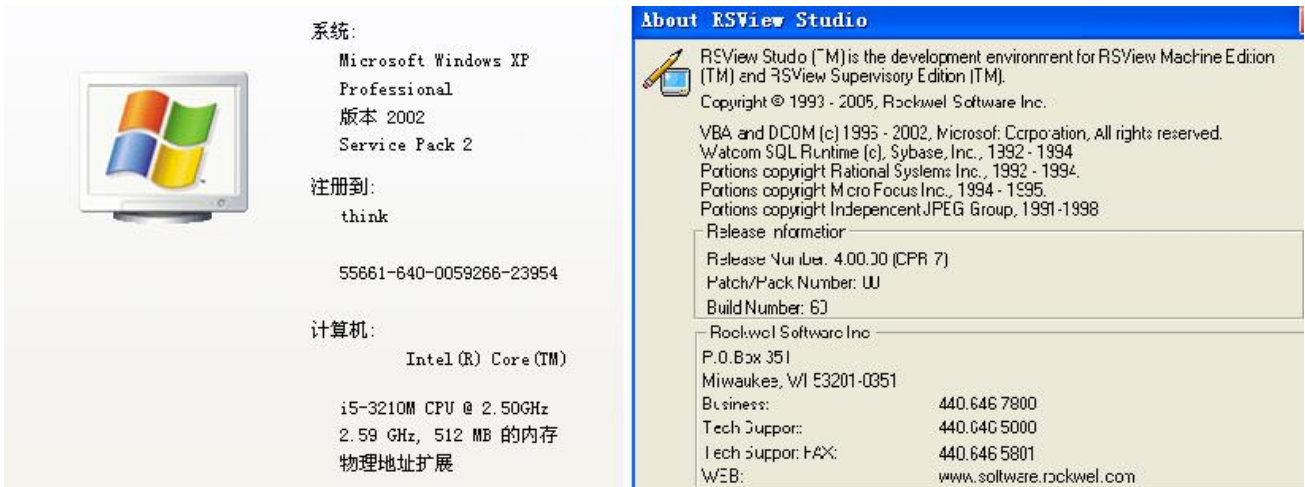 系统:
Microsoft Windows XP
Professional
版本 2002
Service Pack 2
注册到:
think
55661-640-0059266-23954
计算机:
Intel(R) Core(TM)
i5-3210M CPU @ 2.50GHz
2.59 GHz, 512 MB 的内存
物理地址扩展
About RSView Studio
RSView Studio (TM) is the development environment for RSView Machine Edition
(TM) and RSView Supervisory Edition (TM).
Copyright © 1993 - 2005, Rockwell Software Inc.
VBA and DCOM (c) 1996 - 2002, Microsoft Corporation, All rights reserved.
Watcom SQL Runtime (c), Sybase, Inc., 1992 - 1994
Portions copyright Rational Systems Inc., 1992 - 1994.
Portions copyright Micro Focus Inc., 1994 - 1995.
Portions copyright Independent JPEG Group, 1991-1998
Release Information
Release Number: 4.00.00 (CPR 7)
Patch/Pack Number: 00
Build Number: 60
Rockwell Software Inc
P.O.Box 351
Milwaukee, WI 53201-0351
Business: 440.646.7800
Tech Support: 440.646.5000
Tech Support FAX: 440.646.5801
WEB: www.software.rockwell.com